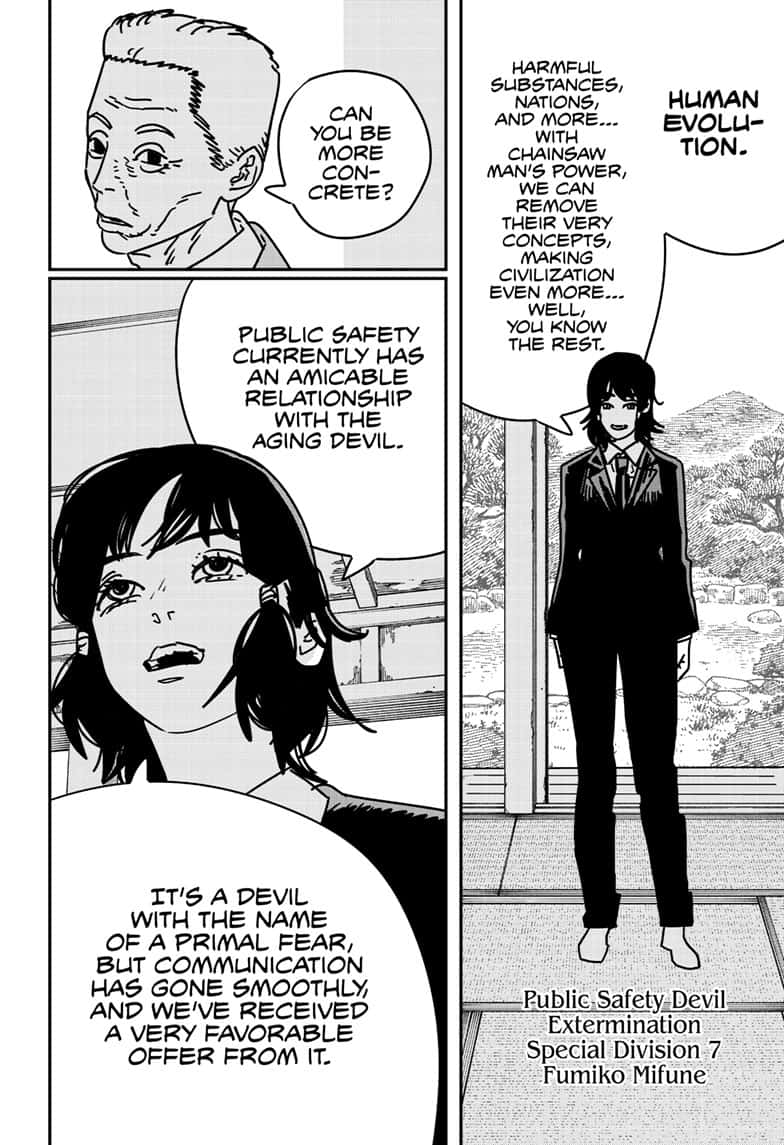 HUMAN
EVOLU-
TION.
HARMFUL
SUBSTANCES,
NATIONS,
AND MORE...
WITH
CHAINSAW
MAN'S POWER,
WE CAN
REMOVE
THEIR VERY
CONCEPTS,
MAKING
CIVILIZATION
EVEN MORE...
WELL,
YOU KNOW
THE REST.
Public Safety Devil
Extermination
Special Division 7
Fumiko Mifune
CAN
YOU BE
MORE
CON-
CRETE?
PUBLIC SAFETY
CURRENTLY HAS
AN AMICABLE
RELATIONSHIP
WITH THE
AGING DEVIL.
IT'S A DEVIL
WITH THE NAME
OF A PRIMAL FEAR,
BUT COMMUNICATION
HAS GONE SMOOTHLY,
AND WE'VE RECEIVED
A VERY FAVORABLE
OFFER FROM IT.